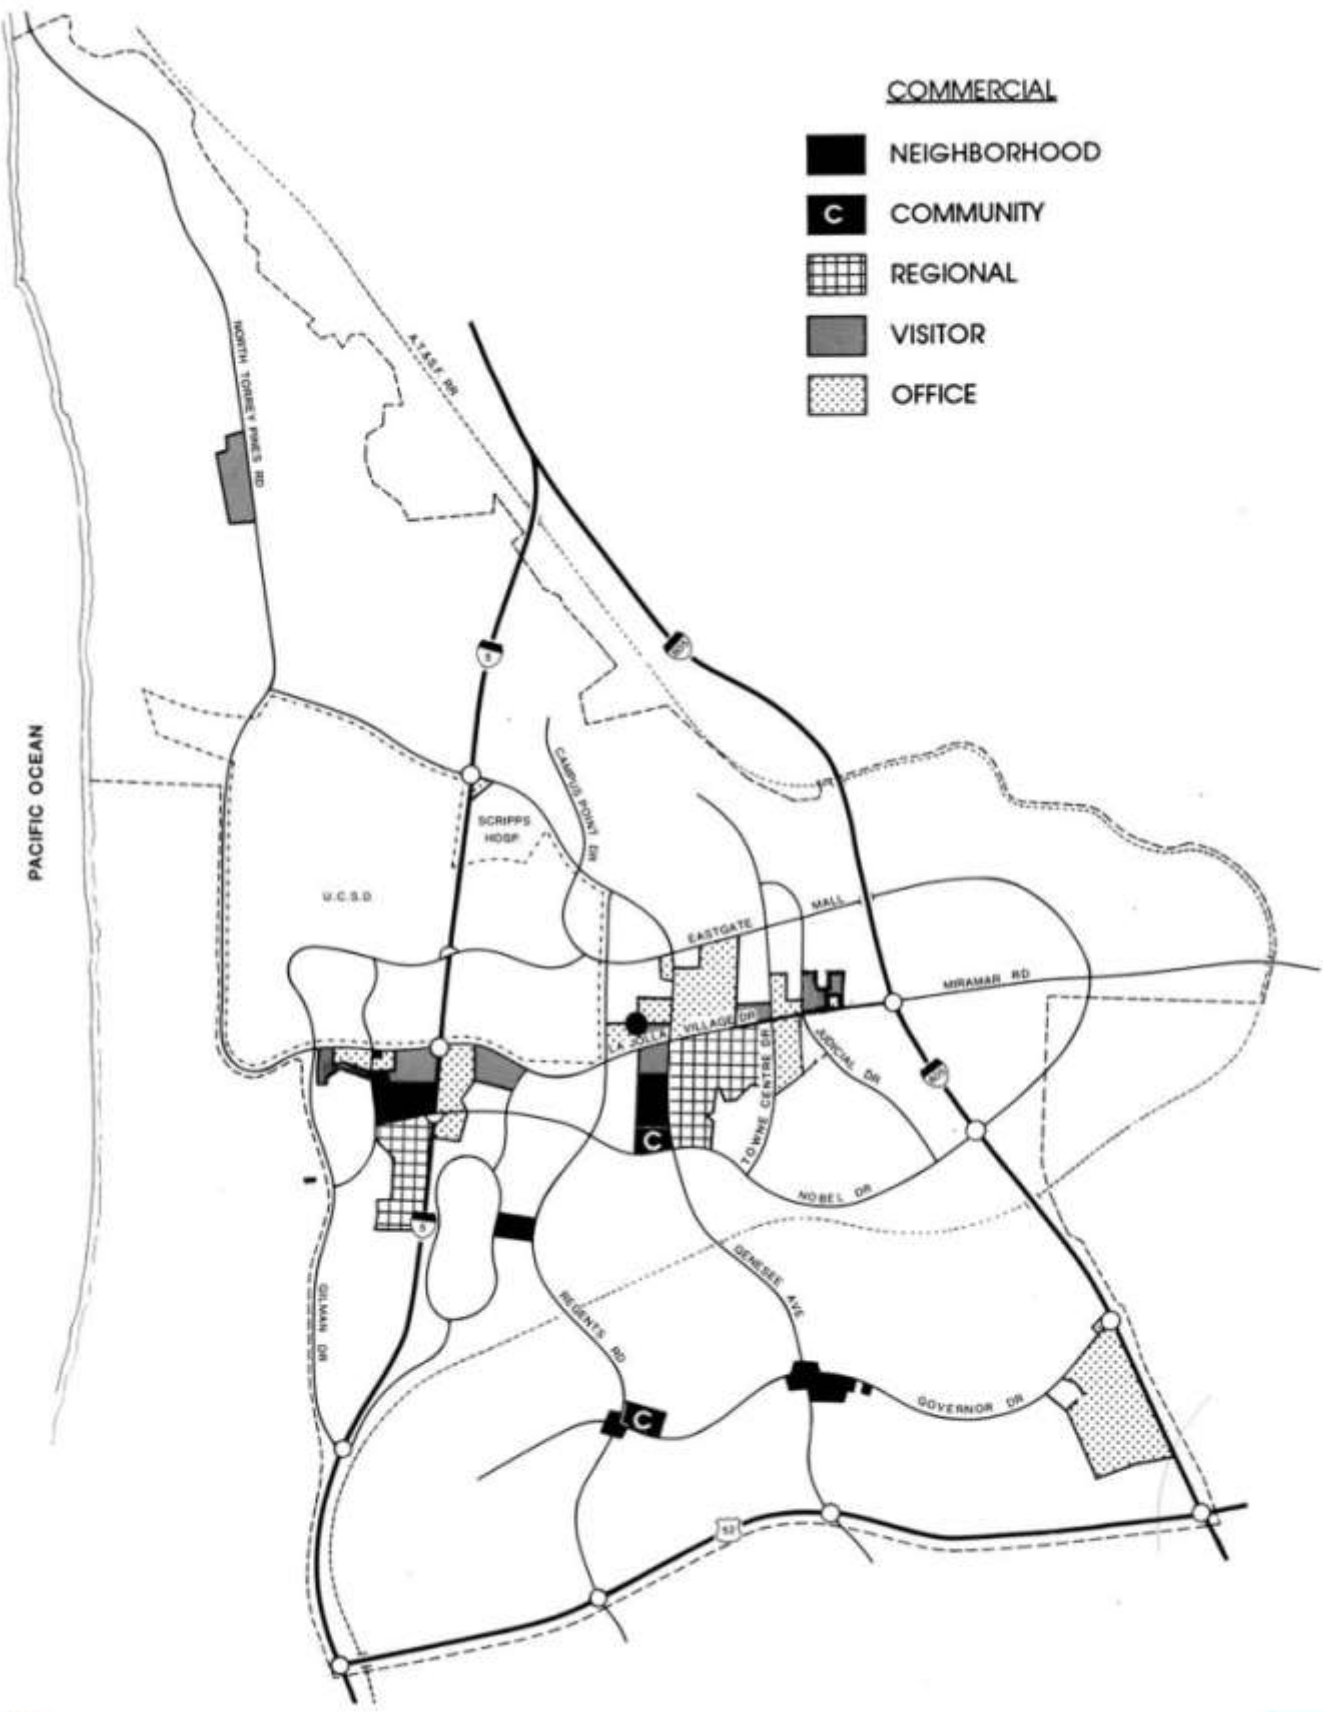 COMMERCIAL
NEIGHBORHOOD
C
COMMUNITY
REGIONAL
VISITOR
OFFICE
NORTH TORREY PINES RD
A.T.&S.F. RR
5
805
PACIFIC OCEAN
CAMPUS POINT DR
SCRIPPS
HOSP.
U.C.S.D.
EASTGATE
MALL
MIRAMAR RD
LA JOLLA
VILLAGE DR
JUDICIAL DR
805
TOWNE CENTRE DR
C
NOBEL DR
5
GENESEE AVE
GILMAN DR
REGENTS RD
GOVERNOR DR
C
52